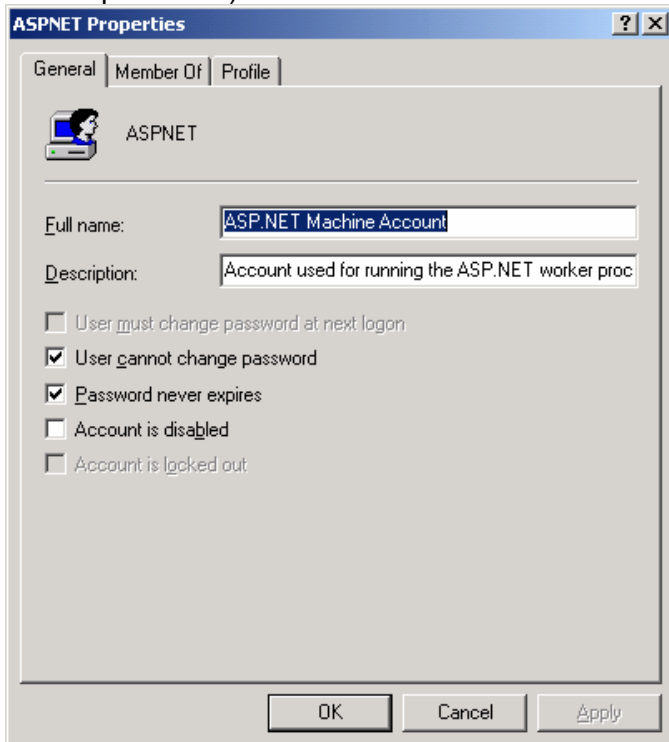 ASPNET Properties
General Member Of Profile
ASPNET
Full name: ASP.NET Machine Account
Description: Account used for running the ASP.NET worker proc
User must change password at next logon
User cannot change password
Password never expires
Account is disabled
Account is locked out
OK Cancel Apply